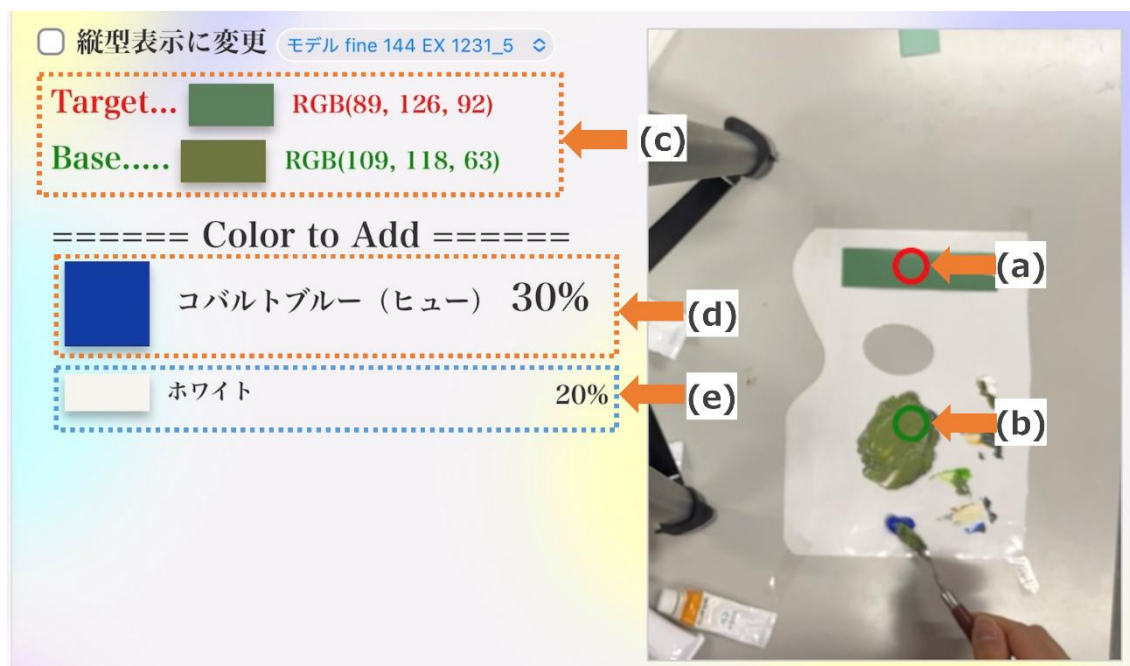 縦型表示に変更 モデル fine 144 EX 1231_5
Target... RGB(89, 126, 92)
Base..... RGB(109, 118, 63)
(c)
====== Color to Add ======
コバルトブルー（ヒュー） 30%
(d)
ホワイト 20%
(e)
(a)
(b)